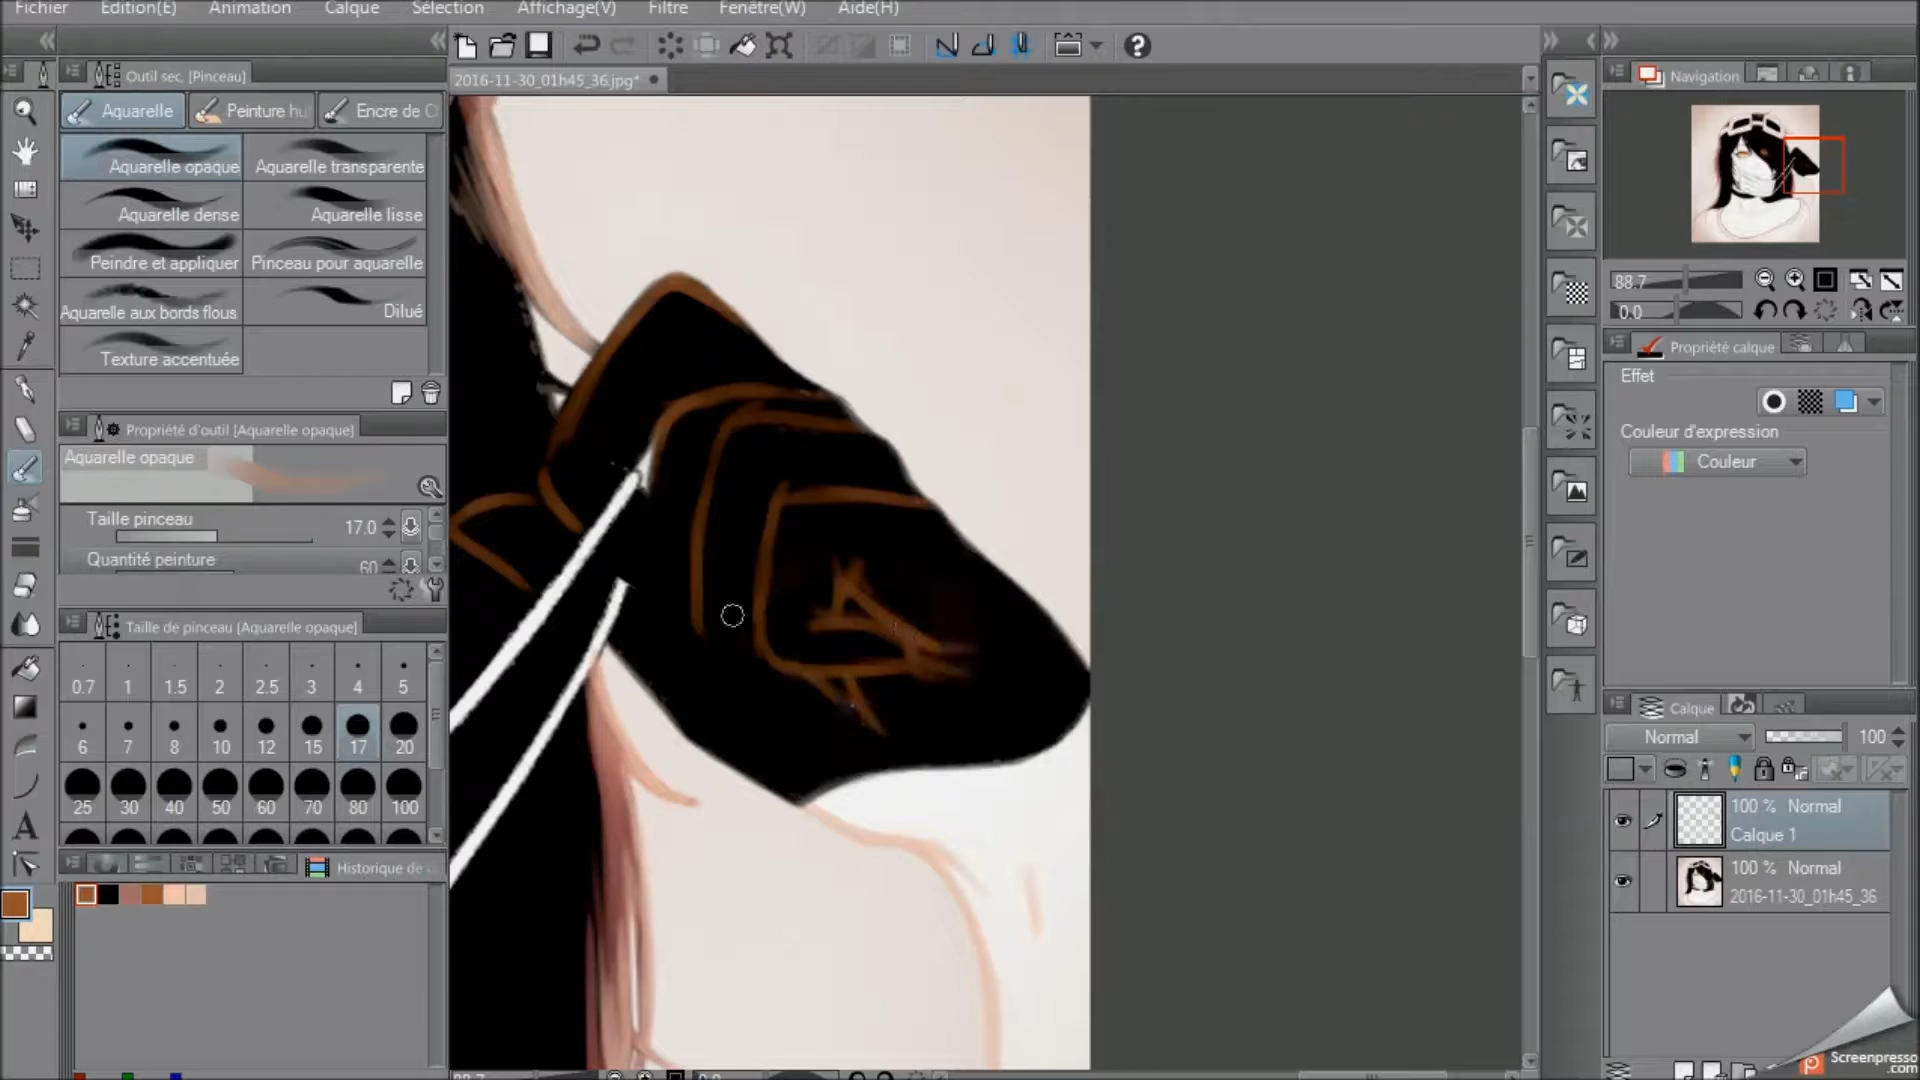 Fichier Edition(E) Animation Calque Sélection Affichage(V) Filtre Fenêtre(W) Aide(H)
Outil sec. [Pinceau]
2016-11-30_01h45_36.jpg*
Navigation
Aquarelle Peinture hu Encre de C
Aquarelle opaque Aquarelle transparente
Aquarelle dense Aquarelle lisse
Peindre et appliquer Pinceau pour aquarelle
Aquarelle aux bords flous Dilué
Texture accentuée
88.7
0.0
Propriété calque
Effet
Couleur d'expression
Couleur
Propriété d'outil [Aquarelle opaque]
Aquarelle opaque
Taille pinceau 17.0
Quantité peinture 60
Taille de pinceau [Aquarelle opaque]
0.7 1 1.5 2 2.5 3 4 5
6 7 8 10 12 15 17 20
25 30 40 50 60 70 80 100
Historique de
Calque
Normal 100
100 % Normal
Calque 1
100 % Normal
2016-11-30_01h45_36
Screenpresso
.com
88.7 0.0